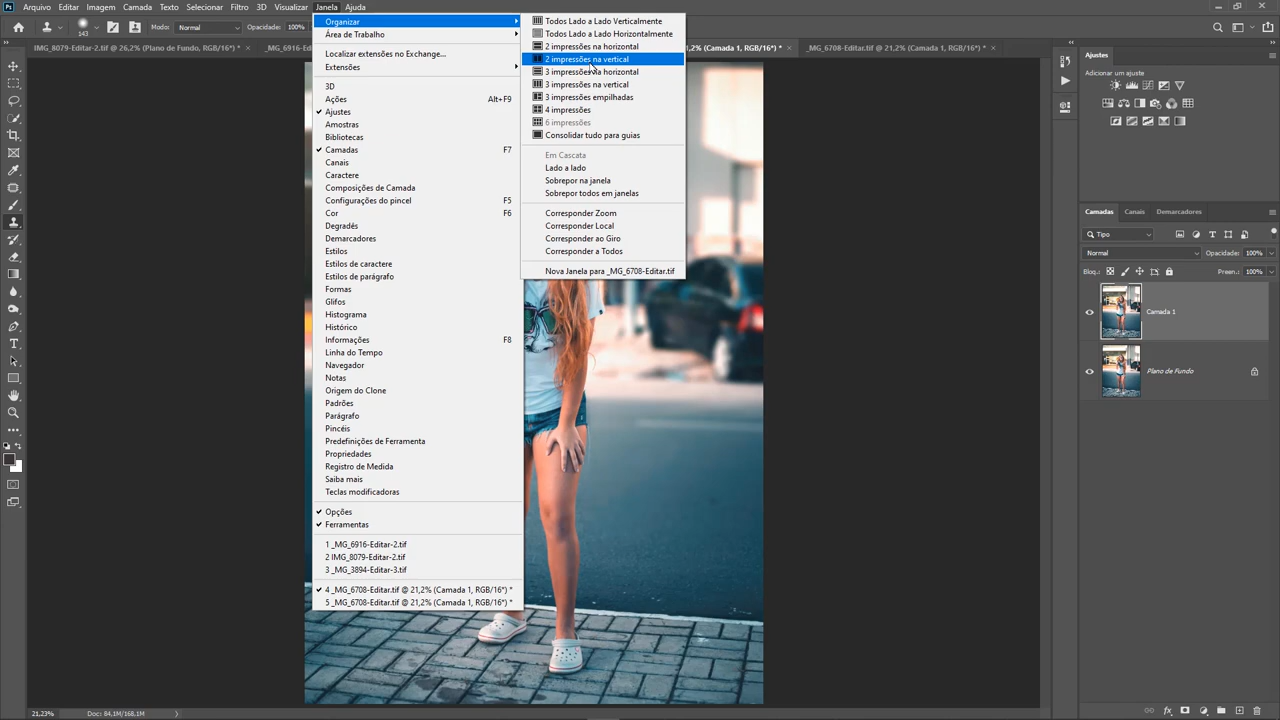 Ps Arquivo Editar Imagem Camada Texto Selecionar Filtro 3D Visualizar Janela Ajuda
Modo: Normal Opacidade: 100%
IMG_8079-Editar-2.tif @ 26,2% (Plano de Fundo, RGB/16*) * × _MG_6916-Edit
,2% (Camada 1, RGB/16*) * × _MG_6708-Editar.tif @ 21,2% (Camada 1, RGB/16*) * ×
Organizar
Área de Trabalho
Localizar extensões no Exchange...
Extensões
3D
Ações Alt+F9
Ajustes
Amostras
Bibliotecas
Camadas F7
Canais
Caractere
Composições de Camada
Configurações do pincel F5
Cor F6
Degradês
Demarcadores
Estilos
Estilos de caractere
Estilos de parágrafo
Formas
Glifos
Histograma
Histórico
Informações F8
Linha do Tempo
Navegador
Notas
Origem do Clone
Padrões
Parágrafo
Pincéis
Predefinições de Ferramenta
Propriedades
Registro de Medida
Saiba mais
Teclas modificadoras
Opções
Ferramentas
1 _MG_6916-Editar-2.tif
2 IMG_8079-Editar-2.tif
3 _MG_3894-Editar-3.tif
4 _MG_6708-Editar.tif @ 21,2% (Camada 1, RGB/16*) *
5 _MG_6708-Editar.tif @ 21,2% (Camada 1, RGB/16*) *
Todos Lado a Lado Verticalmente
Todos Lado a Lado Horizontalmente
2 impressões na horizontal
2 impressões na vertical
3 impressões na horizontal
3 impressões na vertical
3 impressões empilhadas
4 impressões
6 impressões
Consolidar tudo para guias
Em Cascata
Lado a lado
Sobrepor na janela
Sobrepor todos em janelas
Corresponder Zoom
Corresponder Local
Corresponder ao Giro
Corresponder a Todos
Nova Janela para _MG_6708-Editar.tif
Ajustes
Adicionar um ajuste
Camadas Canais Demarcadores
Tipo
Normal Opacidade: 100%
Bloq.: Preen.: 100%
Camada 1
Plano de Fundo
21,23% Doc: 84,1M/168,1M